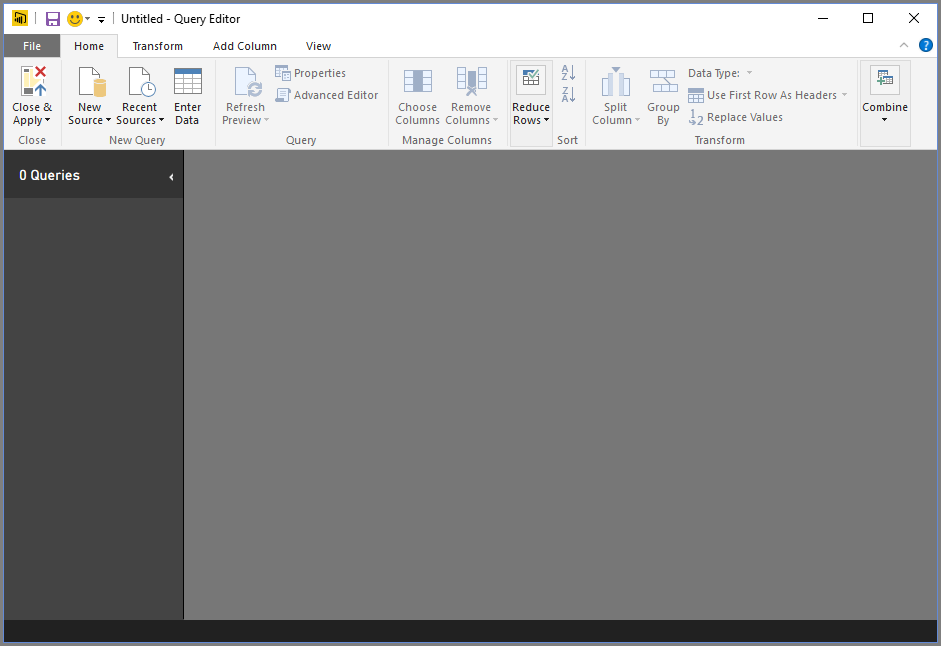 Untitled - Query Editor
File Home Transform Add Column View
?
Close & Apply
New Source
Recent Sources
Enter Data
Refresh Preview
Properties
Advanced Editor
Choose Columns
Remove Columns
Reduce Rows
A Z
Z A
Split Column
Group By
Data Type:
Use First Row As Headers
1 2 Replace Values
Combine
Close
New Query
Query
Manage Columns
Sort
Transform
0 Queries